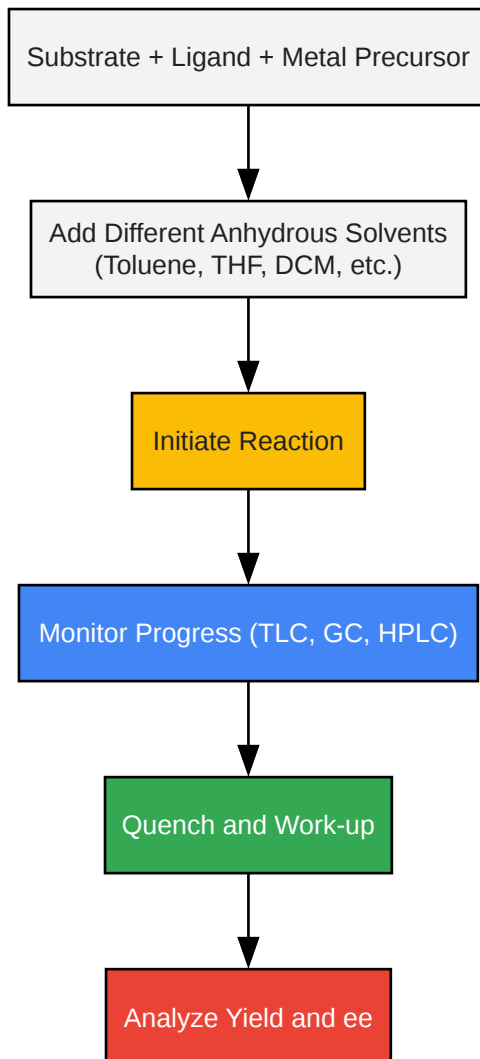 Substrate + Ligand + Metal Precursor
Add Different Anhydrous Solvents
(Toluene, THF, DCM, etc.)
Initiate Reaction
Monitor Progress (TLC, GC, HPLC)
Quench and Work-up
Analyze Yield and ee